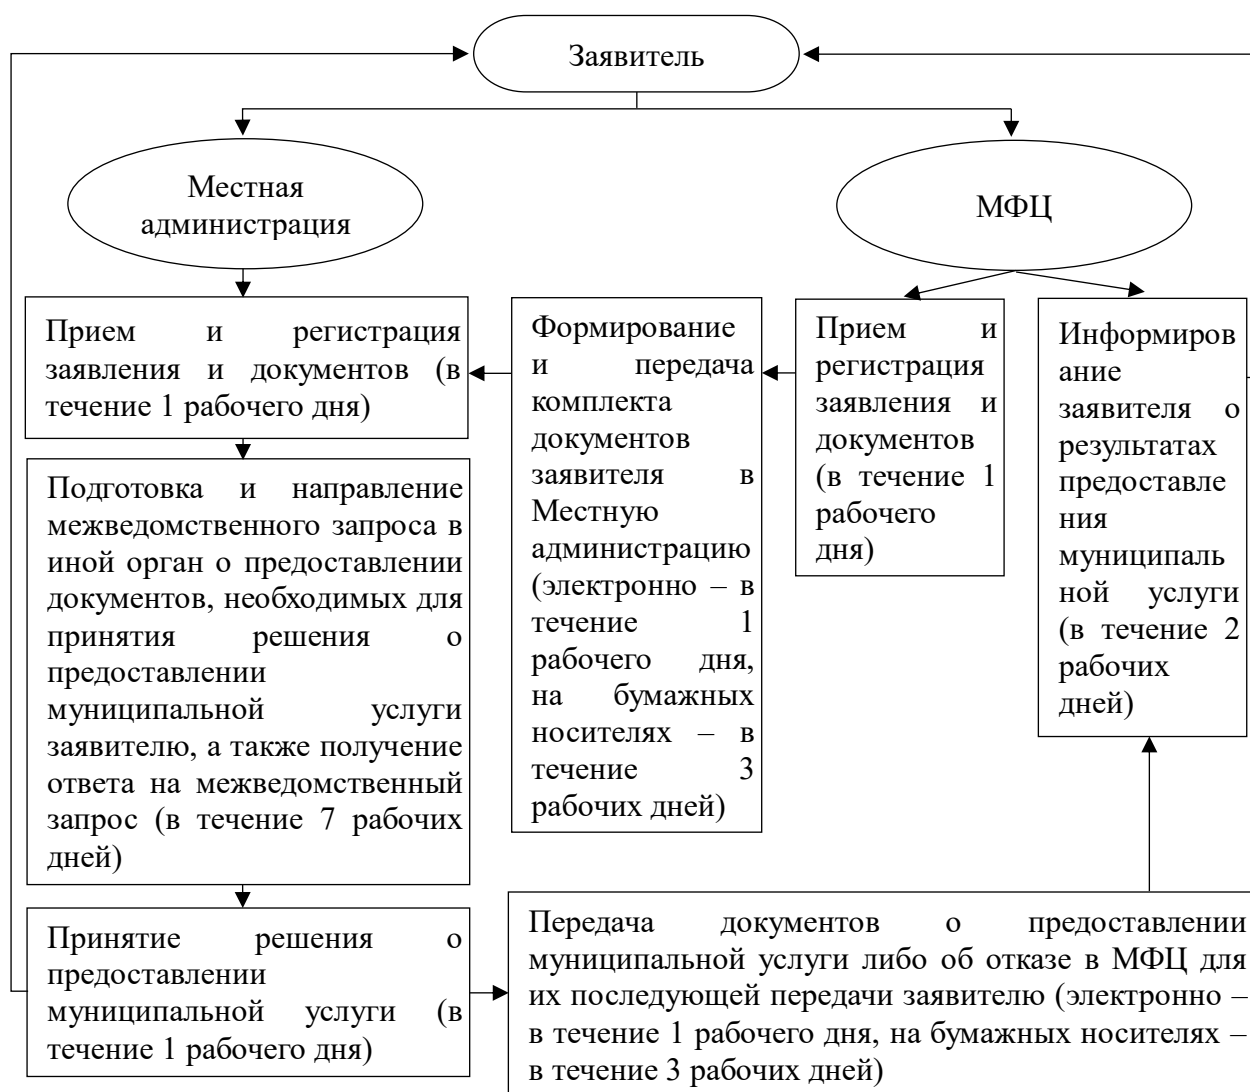 Заявитель
Местная
администрация
МФЦ
Прием и регистрация
заявления и документов (в
течение 1 рабочего дня)
Формирование
и передача
комплекта
документов
заявителя в
Местную
администрацию
(электронно – в
течение 1
рабочего дня,
на бумажных
носителях – в
течение 3
рабочих дней)
Прием и
регистрация
заявления и
документов
(в течение 1
рабочего
дня)
Информиров
ание
заявителя о
результатах
предоставле
ния
муниципаль
ной услуги
(в течение 2
рабочих
дней)
Подготовка и направление
межведомственного запроса в
иной орган о предоставлении
документов, необходимых для
принятия решения о
предоставлении
муниципальной услуги
заявителю, а также получение
ответа на межведомственный
запрос (в течение 7 рабочих
дней)
Принятие решения о
предоставлении
муниципальной услуги (в
течение 1 рабочего дня)
Передача документов о предоставлении
муниципальной услуги либо об отказе в МФЦ для
их последующей передачи заявителю (электронно –
в течение 1 рабочего дня, на бумажных носителях –
в течение 3 рабочих дней)